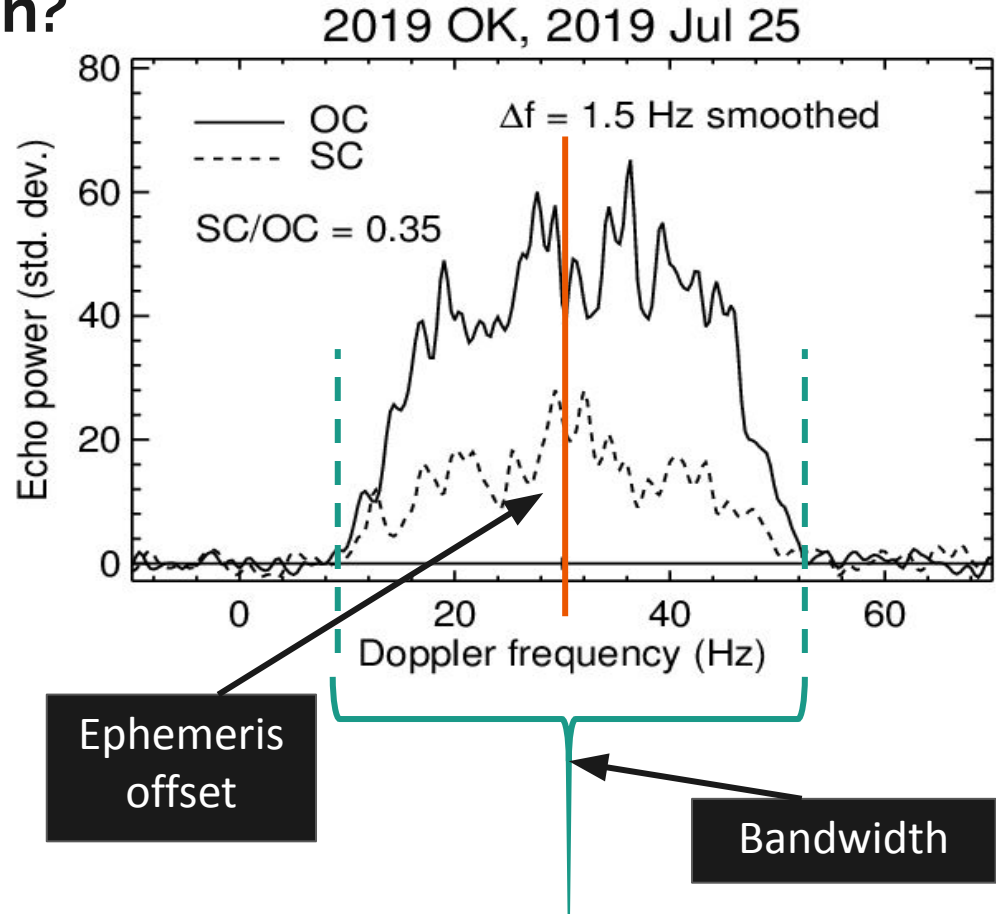 n?
2019 OK, 2019 Jul 25
80
60
40
20
0
Echo power (std. dev.)
OC
SC
Δf = 1.5 Hz smoothed
SC/OC = 0.35
0 20 40 60
Doppler frequency (Hz)
Ephemeris
offset
Bandwidth